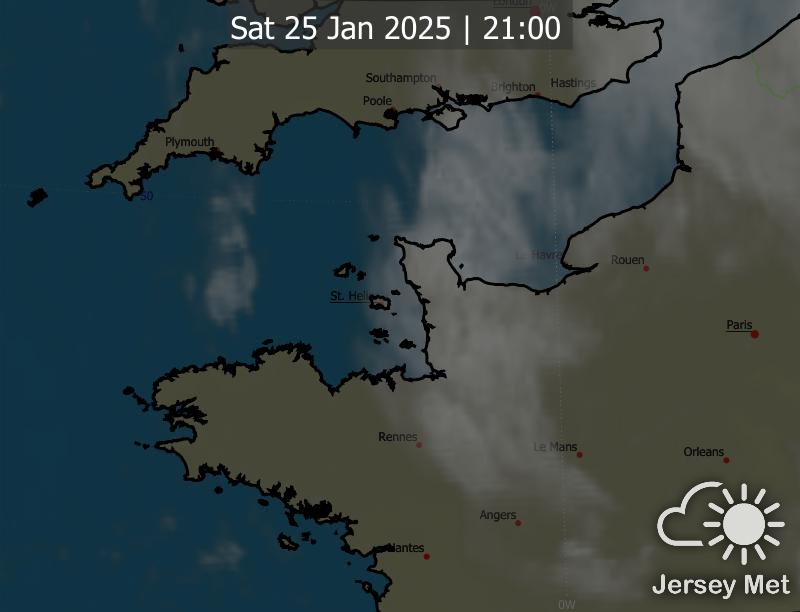 London
Sat 25 Jan 2025 | 21:00
Southampton
Brighton
Hastings
Poole
Plymouth
50
Le Havre
Rouen
St. Heli
Paris
Rennes
Le Mans
Orleans
Angers
Nantes
Jersey Met
0W